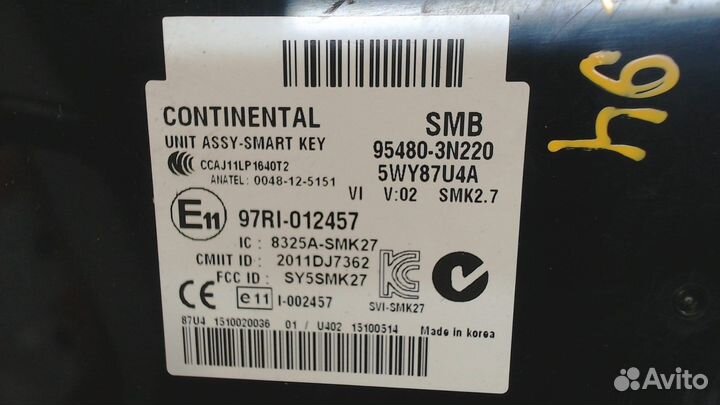 CONTINENTAL
SMB
UNIT ASSY-SMART KEY
95480-3N220
CCAJ11LP1640T2
5WY87U4A
ANATEL: 0048-12-5151
VI V:02 SMK2.7
E11 97RI-012457
IC : 8325A-SMK27
CMIIT ID : 2011DJ7362
FCC ID : SY5SMK27
CE e11 I-002457
SVI-SMK27
87U4 1510020036 01 / U402 15100514
Made in korea
94
Avito